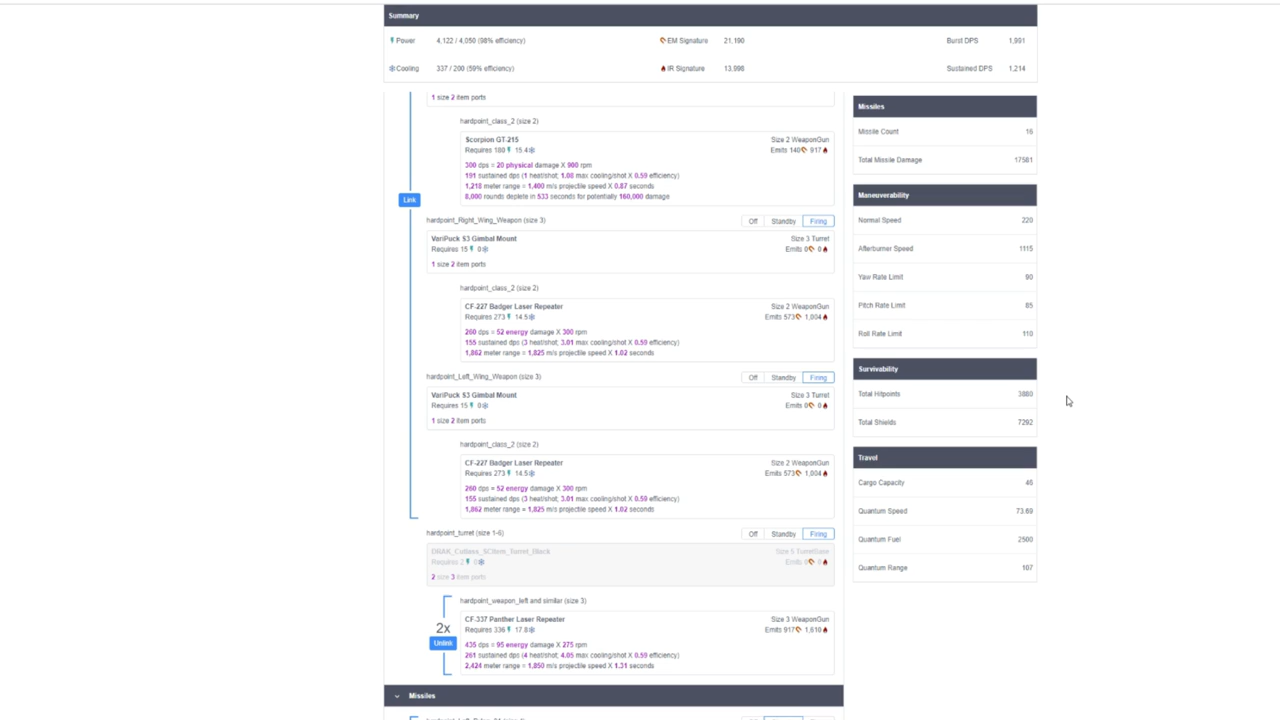 Summary
Power 4,122 / 4,050 (98% efficiency) EM Signature 21,190 Burst DPS 1,991
Cooling 337 / 200 (59% efficiency) IR Signature 13,998 Sustained DPS 1,214
1 size 2 item ports
hardpoint_class_2 (size 2)
Scorpion GT-215 Size 2 WeaponGun
Requires 180 15.4 Emits 140 917
300 dps = 20 physical damage X 900 rpm
191 sustained dps (1 heat/shot; 1.08 max cooling/shot X 0.59 efficiency)
1,218 meter range = 1,400 m/s projectile speed X 0.87 seconds
8,000 rounds deplete in 533 seconds for potentially 160,000 damage
Link
hardpoint_Right_Wing_Weapon (size 3) Off Standby Firing
VariPuck S3 Gimbal Mount Size 3 Turret
Requires 15 0 Emits 0 0
1 size 2 item ports
hardpoint_class_2 (size 2)
CF-227 Badger Laser Repeater Size 2 WeaponGun
Requires 273 14.5 Emits 573 1,004
260 dps = 52 energy damage X 300 rpm
155 sustained dps (3 heat/shot; 3.01 max cooling/shot X 0.59 efficiency)
1,862 meter range = 1,825 m/s projectile speed X 1.02 seconds
hardpoint_Left_Wing_Weapon (size 3) Off Standby Firing
VariPuck S3 Gimbal Mount Size 3 Turret
Requires 15 0 Emits 0 0
1 size 2 item ports
hardpoint_class_2 (size 2)
CF-227 Badger Laser Repeater Size 2 WeaponGun
Requires 273 14.5 Emits 573 1,004
260 dps = 52 energy damage X 300 rpm
155 sustained dps (3 heat/shot; 3.01 max cooling/shot X 0.59 efficiency)
1,862 meter range = 1,825 m/s projectile speed X 1.02 seconds
hardpoint_turret (size 1-6) Off Standby Firing
DRAK_Cutlass_SCItem_Turret_Black Size 5 TurretBase
Requires 2 0 Emits 0 0
2 size 3 item ports
hardpoint_weapon_left and similar (size 3)
2x
Unlink
CF-337 Panther Laser Repeater Size 3 WeaponGun
Requires 336 17.8 Emits 917 1,610
435 dps = 95 energy damage X 275 rpm
261 sustained dps (4 heat/shot; 4.05 max cooling/shot X 0.59 efficiency)
2,424 meter range = 1,850 m/s projectile speed X 1.31 seconds
Missiles
Missiles
Missile Count 16
Total Missile Damage 17581
Maneuverability
Normal Speed 220
Afterburner Speed 1115
Yaw Rate Limit 90
Pitch Rate Limit 85
Roll Rate Limit 110
Survivability
Total Hitpoints 3880
Total Shields 7292
Travel
Cargo Capacity 46
Quantum Speed 73.69
Quantum Fuel 2500
Quantum Range 107